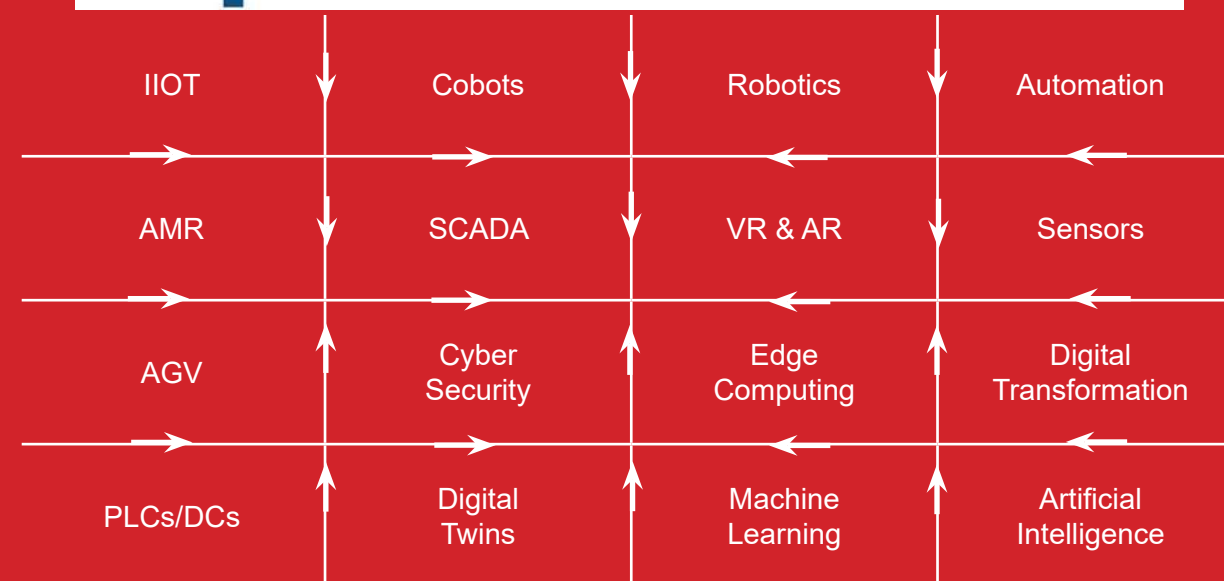 IIOT
Cobots
Robotics
Automation
AMR
SCADA
VR & AR
Sensors
AGV
Cyber
Security
Edge
Computing
Digital
Transformation
PLCs/DCs
Digital
Twins
Machine
Learning
Artificial
Intelligence